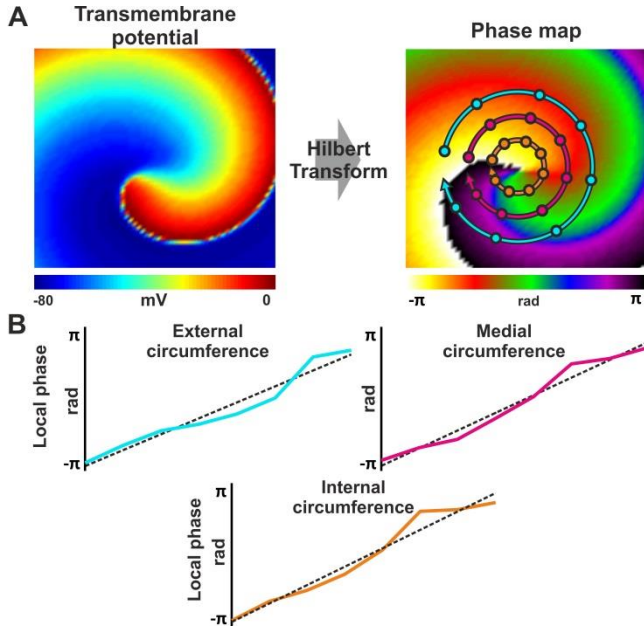 A
Transmembrane
potential
Phase map
Hilbert
Transform
-80
mV
0
-π
rad
π
B
External
circumference
π
Local phase
rad
-π
Medial
circumference
π
rad
-π
Internal
circumference
π
Local phase
rad
-π